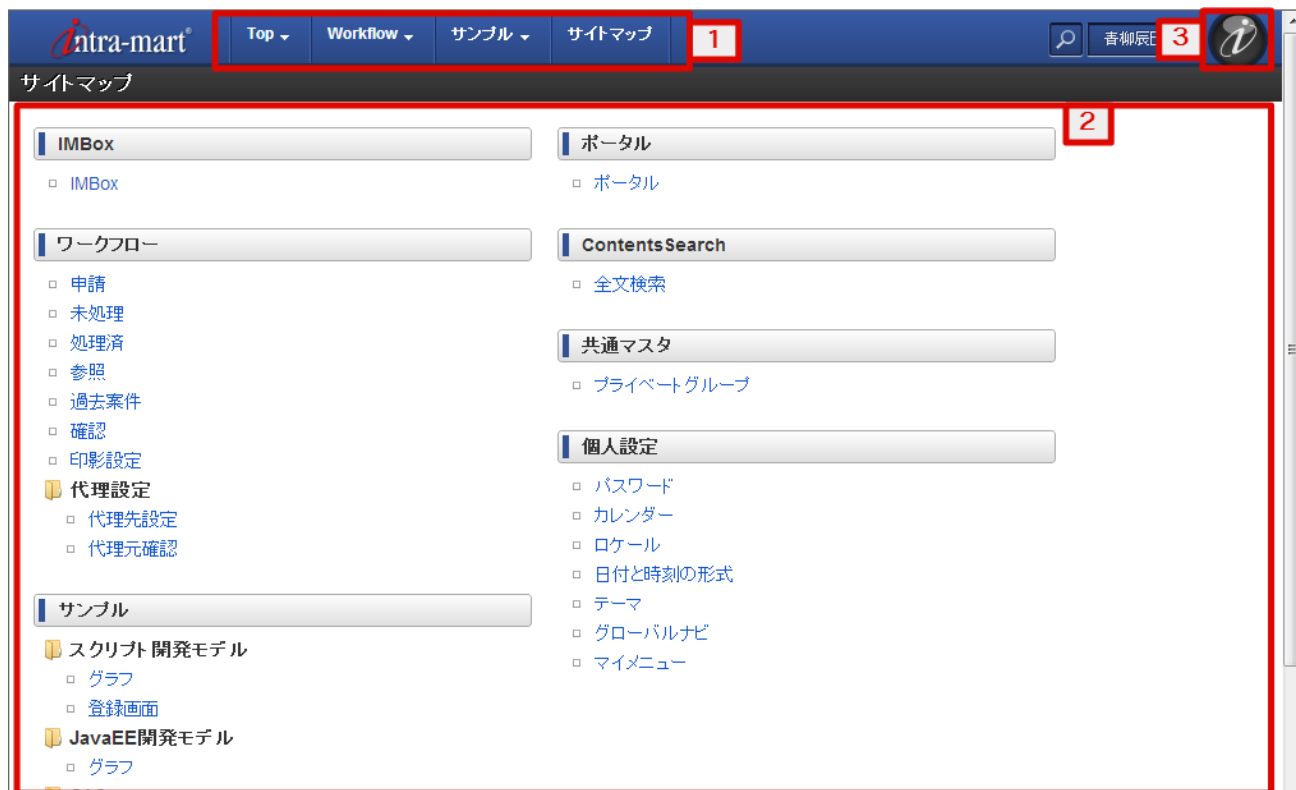 intra-mart®
Top
Workflow
サンプル
サイトマップ
1
青柳辰巳
3
サイトマップ
2
IMBox
IMBox
ワークフロー
申請
未処理
処理済
参照
過去案件
確認
印影設定
代理設定
代理先設定
代理元確認
サンプル
スクリプト開発モデル
グラフ
登録画面
JavaEE開発モデル
グラフ
ポータル
ポータル
ContentsSearch
全文検索
共通マスタ
プライベートグループ
個人設定
パスワード
カレンダー
ロケール
日付と時刻の形式
テーマ
グローバルナビ
マイメニュー